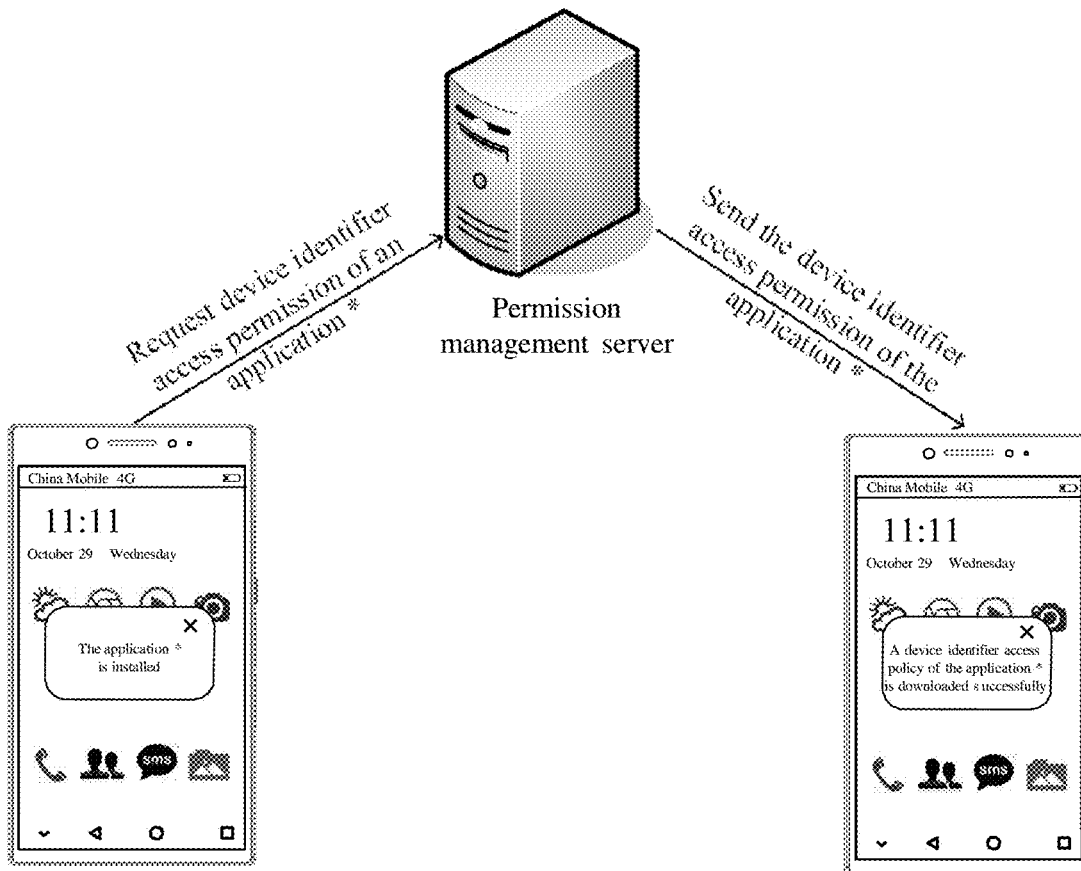 Request device identifier
access permission of an
application *
Send the device identifier
access permission of the
application *
Permission
management server
China Mobile 4G
11:11
October 29 Wednesday
The application *
is installed
sms
China Mobile 4G
11:11
October 29 Wednesday
A device identifier access
policy of the application *
is downloaded successfully
sms